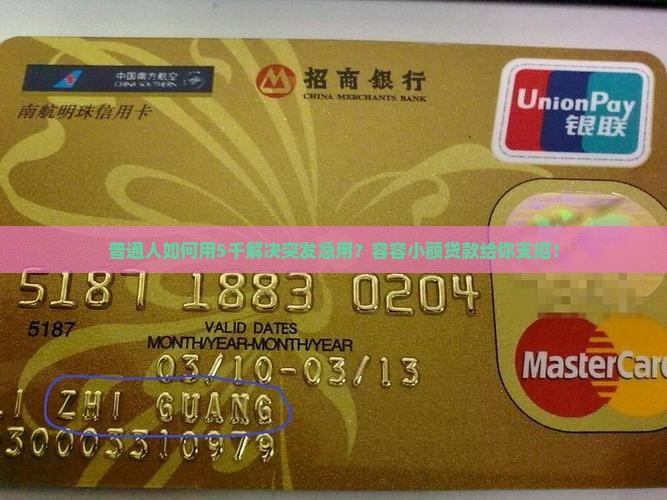 中国南方航空
CHINA SOUTHERN
招商銀行
CHINA MERCHANTS BANK
UnionPay
银联
南航明珠信用卡
普通人如何用5千解决突发急用？容容小额贷款给你支招！
5187 1883 0204
5187
VALID DATES
MONTH/YEAR-MONTH/YEAR
03/10-03/13
MasterCard
ZHI GUANG